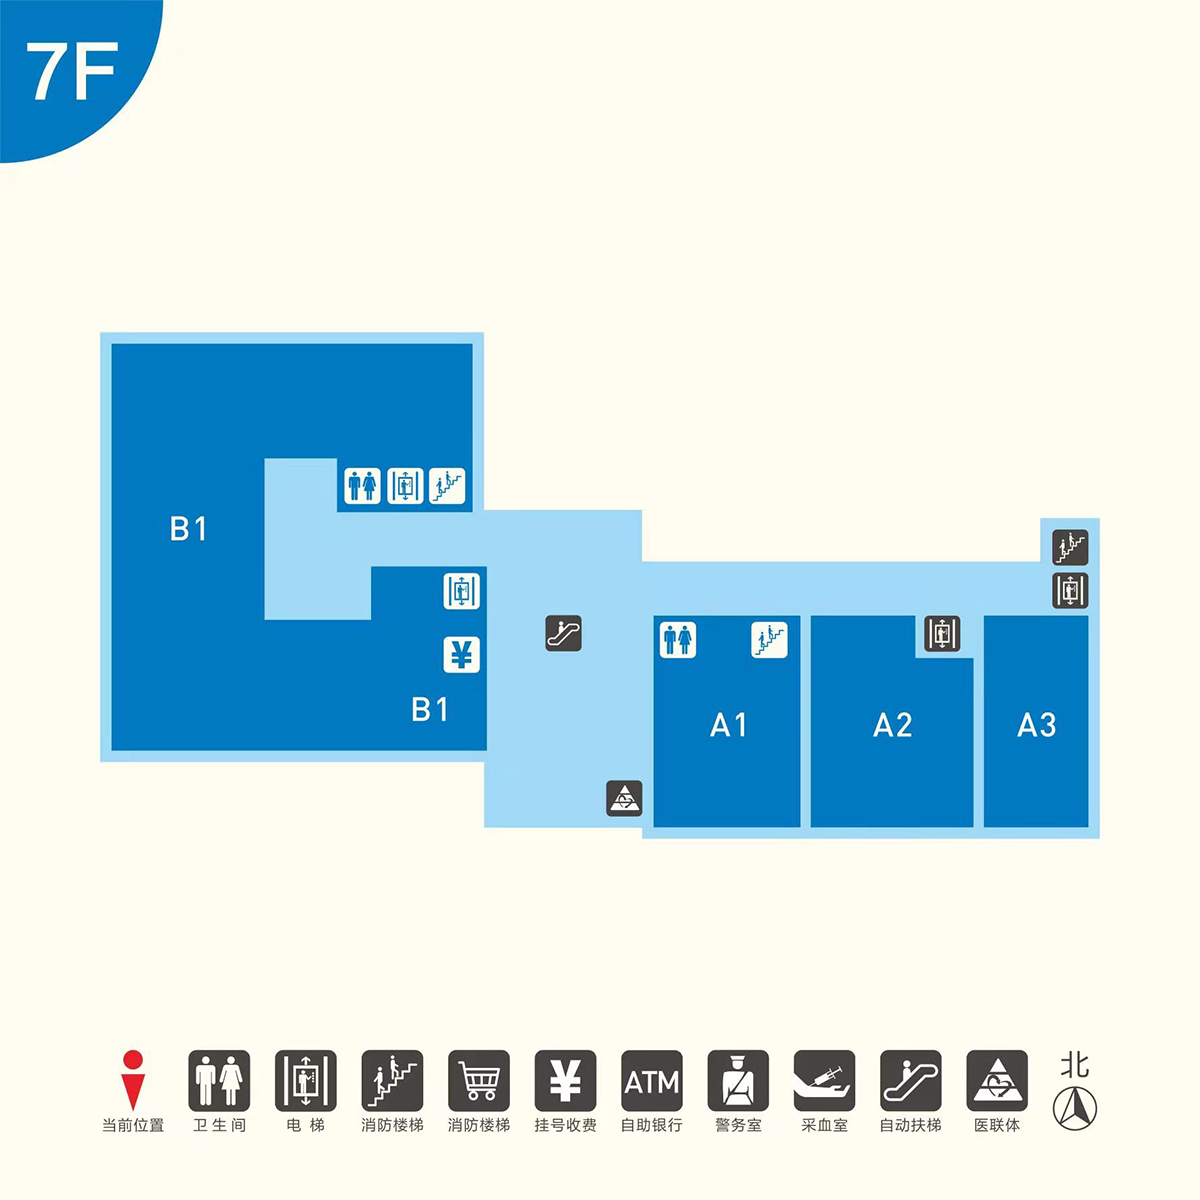 7F
B1
¥
B1
A1
A2
A3
¥
ATM
北
当前位置
卫生间
电梯
消防楼梯
消防楼梯
挂号收费
自助银行
警务室
采血室
自动扶梯
医联体